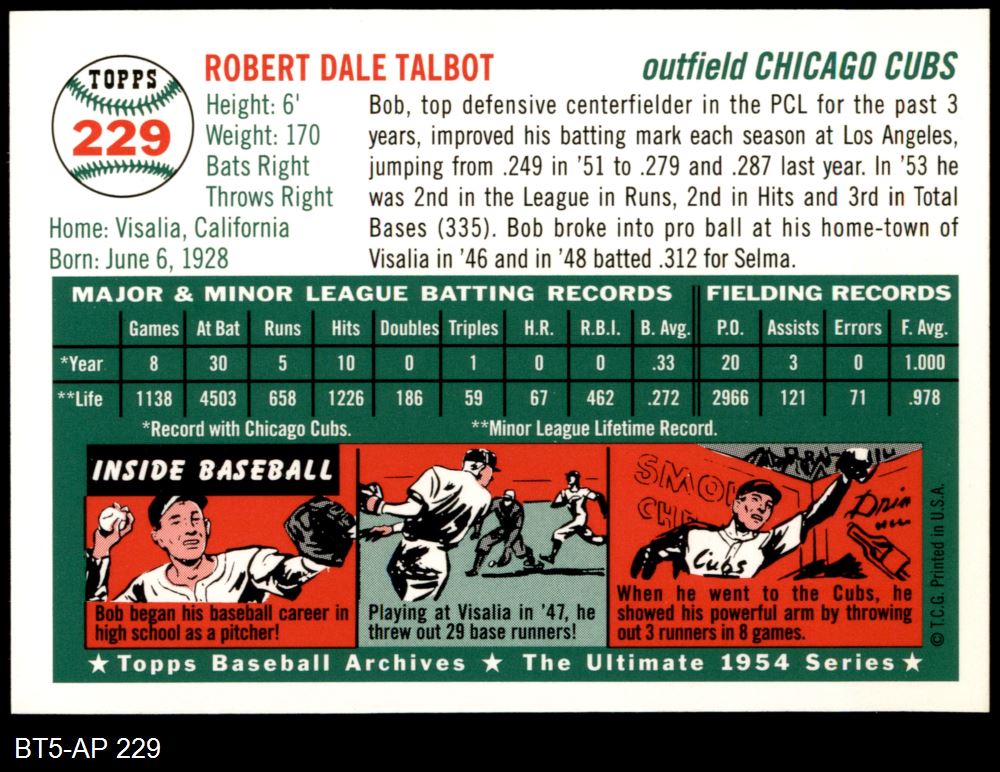 TOPPS
229
ROBERT DALE TALBOT
outfield CHICAGO CUBS
Height: 6'
Weight: 170
Bats Right
Throws Right
Home: Visalia, California
Born: June 6, 1928
Bob, top defensive centerfielder in the PCL for the past 3
years, improved his batting mark each season at Los Angeles,
jumping from .249 in '51 to .279 and .287 last year. In '53 he
was 2nd in the League in Runs, 2nd in Hits and 3rd in Total
Bases (335). Bob broke into pro ball at his home-town of
Visalia in '46 and in '48 batted .312 for Selma.
MAJOR & MINOR LEAGUE BATTING RECORDS FIELDING RECORDS
Games At Bat Runs Hits Doubles Triples H.R. R.B.I. B. Avg. P.O. Assists Errors F. Avg.
*Year 8 30 5 10 0 1 0 0 .33 20 3 0 1.000
**Life 1138 4503 658 1226 186 59 67 462 .272 2966 121 71 .978
*Record with Chicago Cubs. **Minor League Lifetime Record.
INSIDE BASEBALL
Bob began his baseball career in
high school as a pitcher!
Playing at Visalia in '47, he
threw out 29 base runners!
SMO
CHE
Drin
Cubs
When he went to the Cubs, he
showed his powerful arm by throwing
out 3 runners in 8 games.
© T.C.G. Printed in U.S.A.
★ Topps Baseball Archives ★ The Ultimate 1954 Series ★
BT5-AP 229